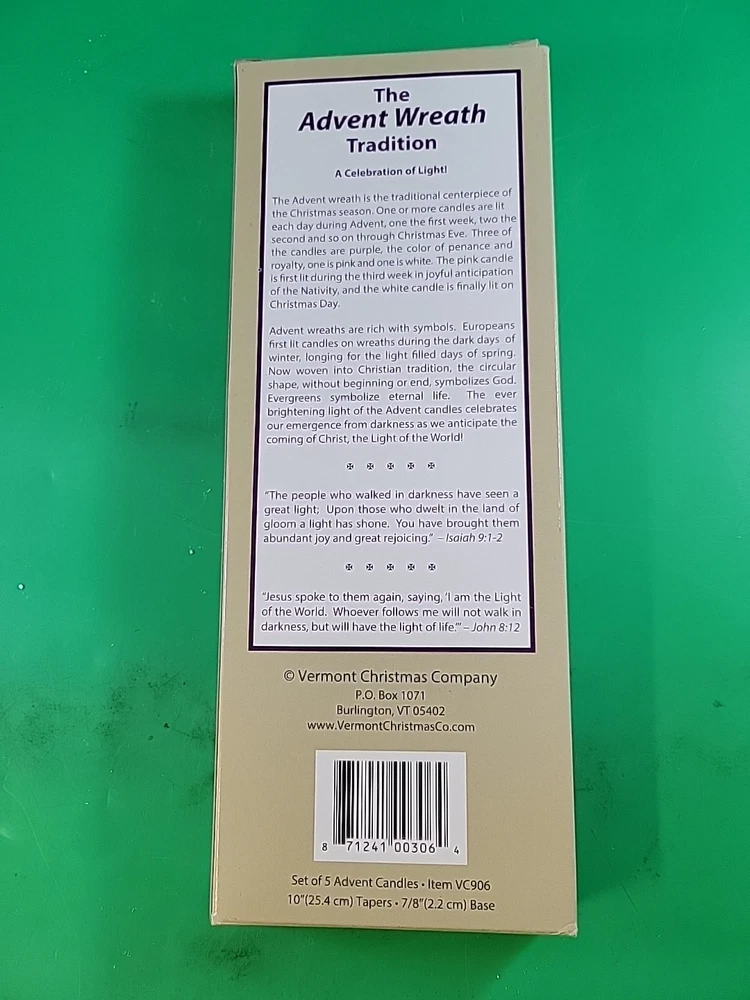 The
Advent Wreath
Tradition
A Celebration of Light!
The Advent wreath is the traditional centerpiece of
the Christmas season. One or more candles are lit
each day during Advent, one the first week, two the
second and so on through Christmas Eve. Three of
the candles are purple, the color of penance and
royalty, one is pink and one is white. The pink candle
is first lit during the third week in joyful anticipation
of the Nativity, and the white candle is finally lit on
Christmas Day.
Advent wreaths are rich with symbols. Europeans
first lit candles on wreaths during the dark days of
winter, longing for the light filled days of spring.
Now woven into Christian tradition, the circular
shape, without beginning or end, symbolizes God.
Evergreens symbolize eternal life. The ever
brightening light of the Advent candles celebrates
our emergence from darkness as we anticipate the
coming of Christ, the Light of the World!
"The people who walked in darkness have seen a
great light; Upon those who dwelt in the land of
gloom a light has shone. You have brought them
abundant joy and great rejoicing." – Isaiah 9:1-2
"Jesus spoke to them again, saying, 'I am the Light
of the World. Whoever follows me will not walk in
darkness, but will have the light of life.'" – John 8:12
© Vermont Christmas Company
P.O. Box 1071
Burlington, VT 05402
www.VermontChristmasCo.com
8 71241 00306 4
Set of 5 Advent Candles • Item VC906
10"(25.4 cm) Tapers • 7/8"(2.2 cm) Base